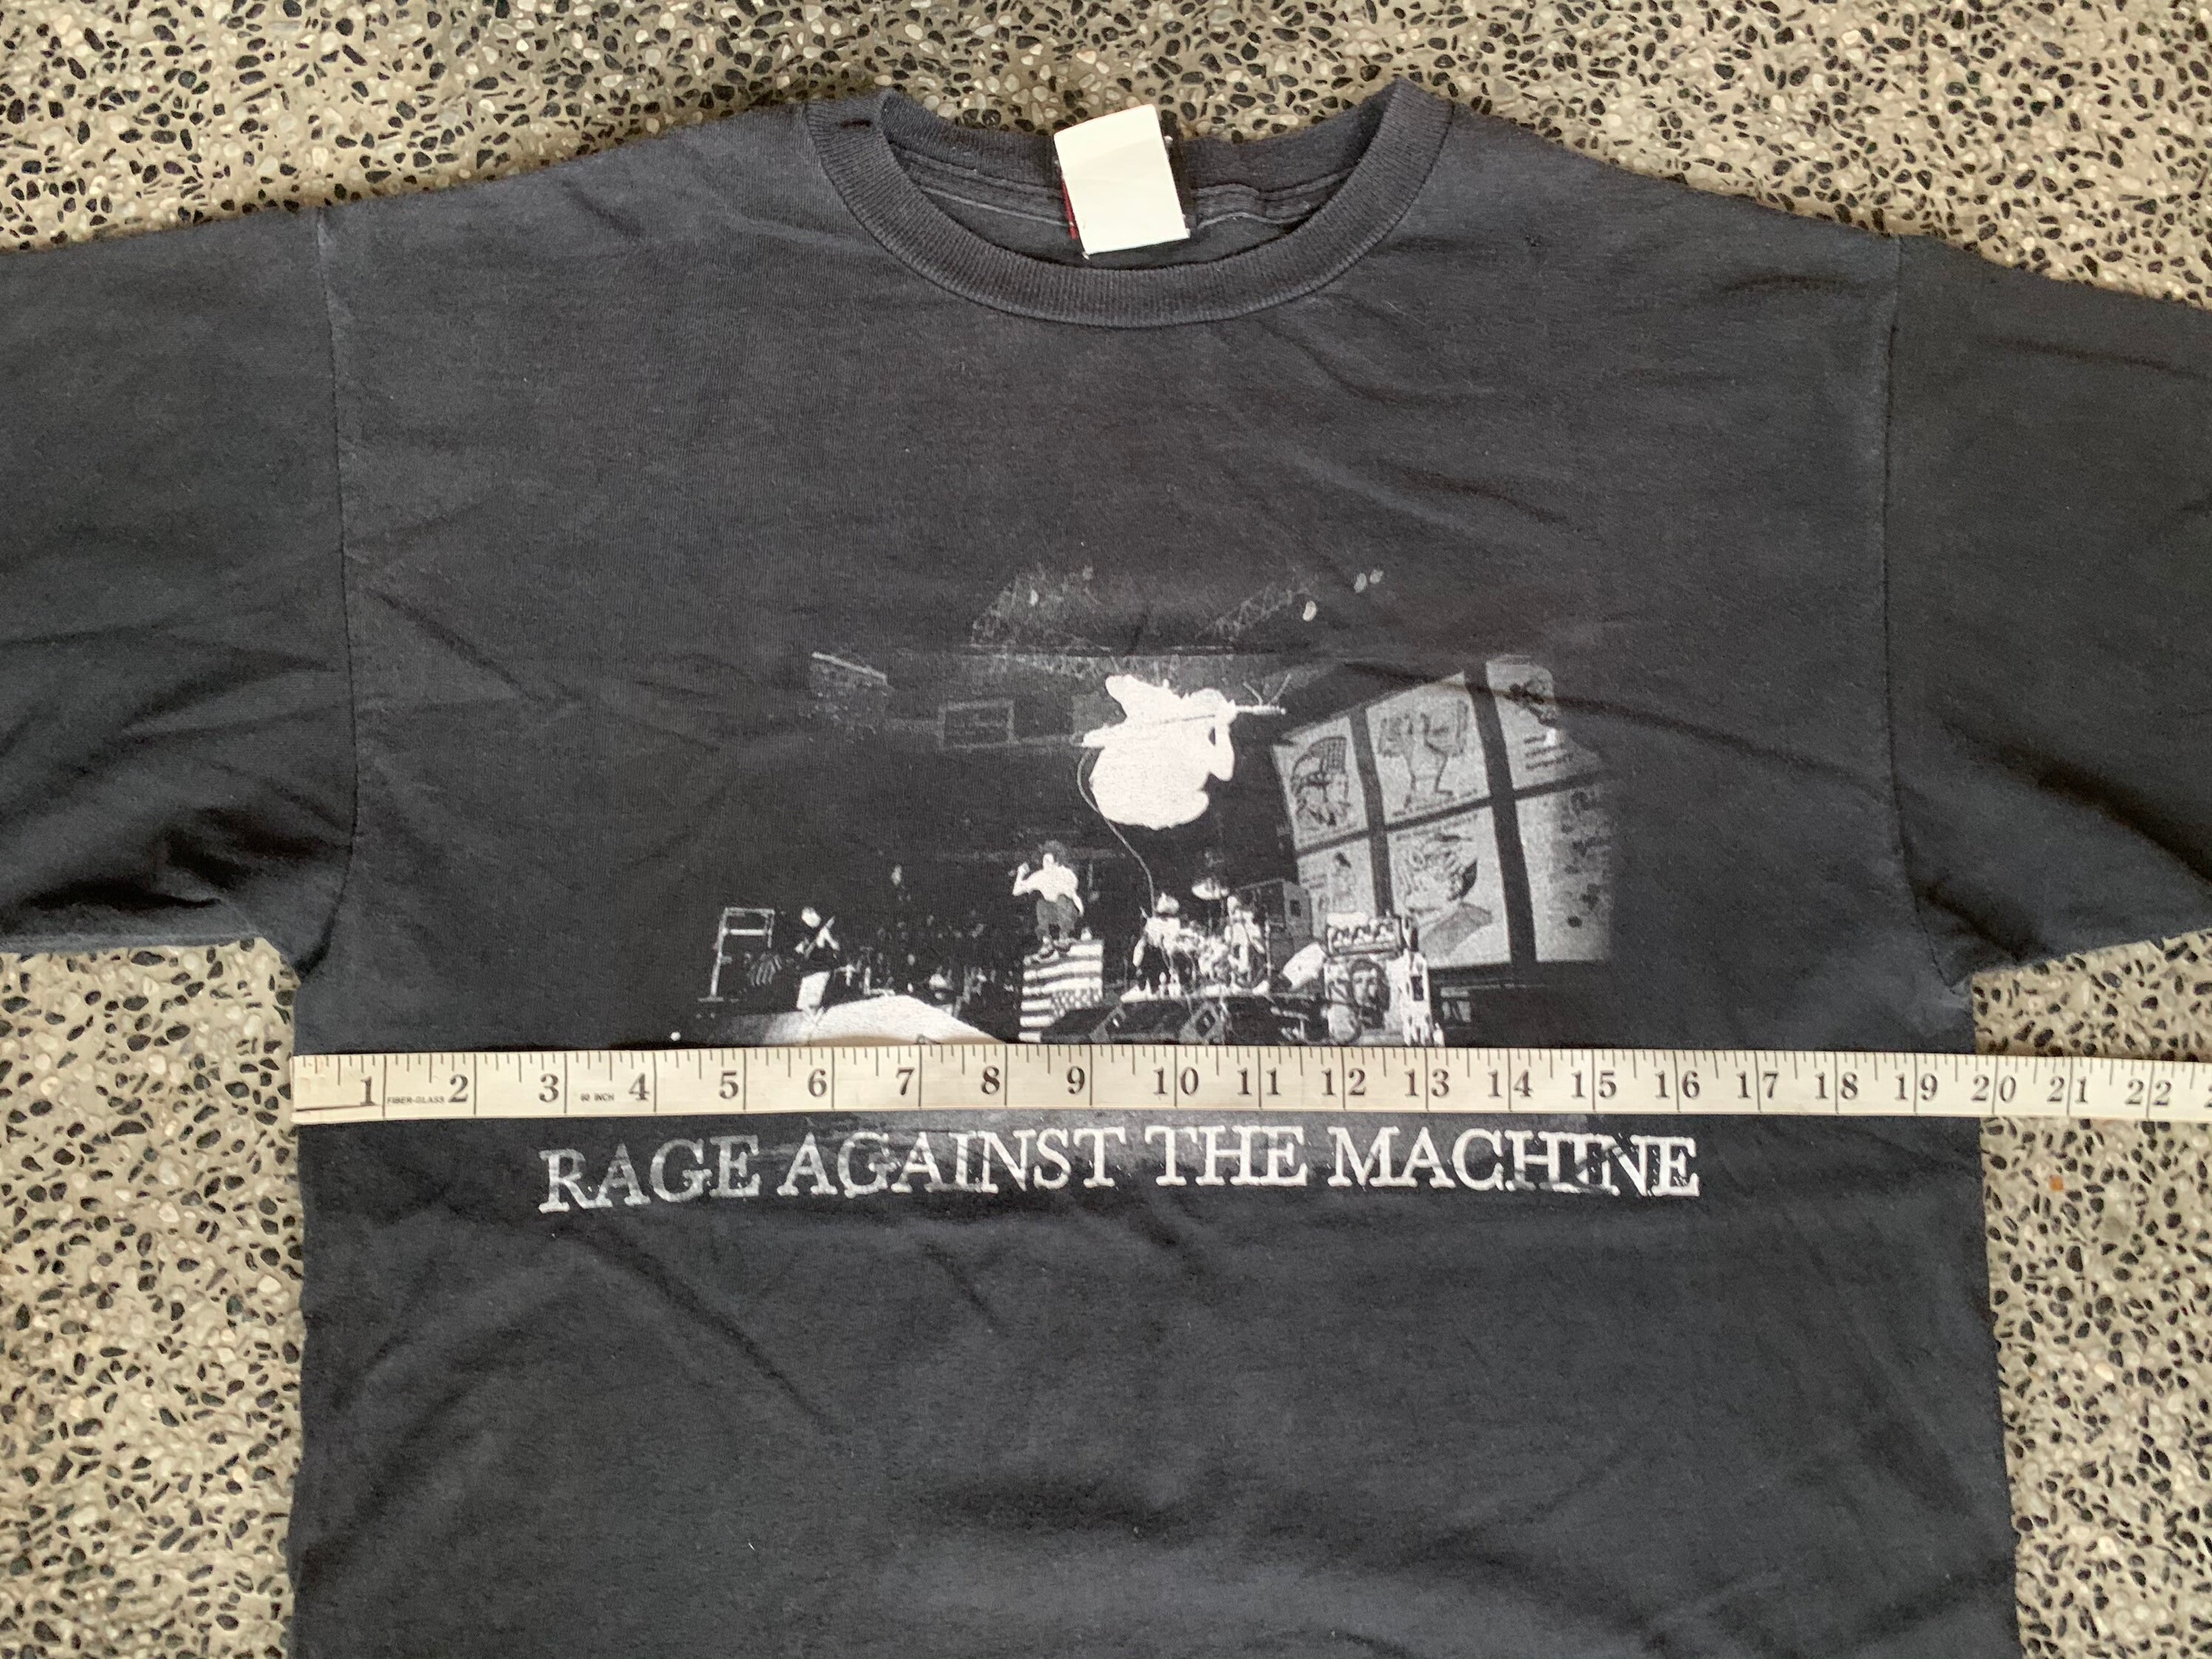 1 FIBER-GLASS 2 3 60 INCH 4 5 6 7 8 9 10 11 12 13 14 15 16 17 18 19 20 21 22
RAGE AGAINST THE MACHINE